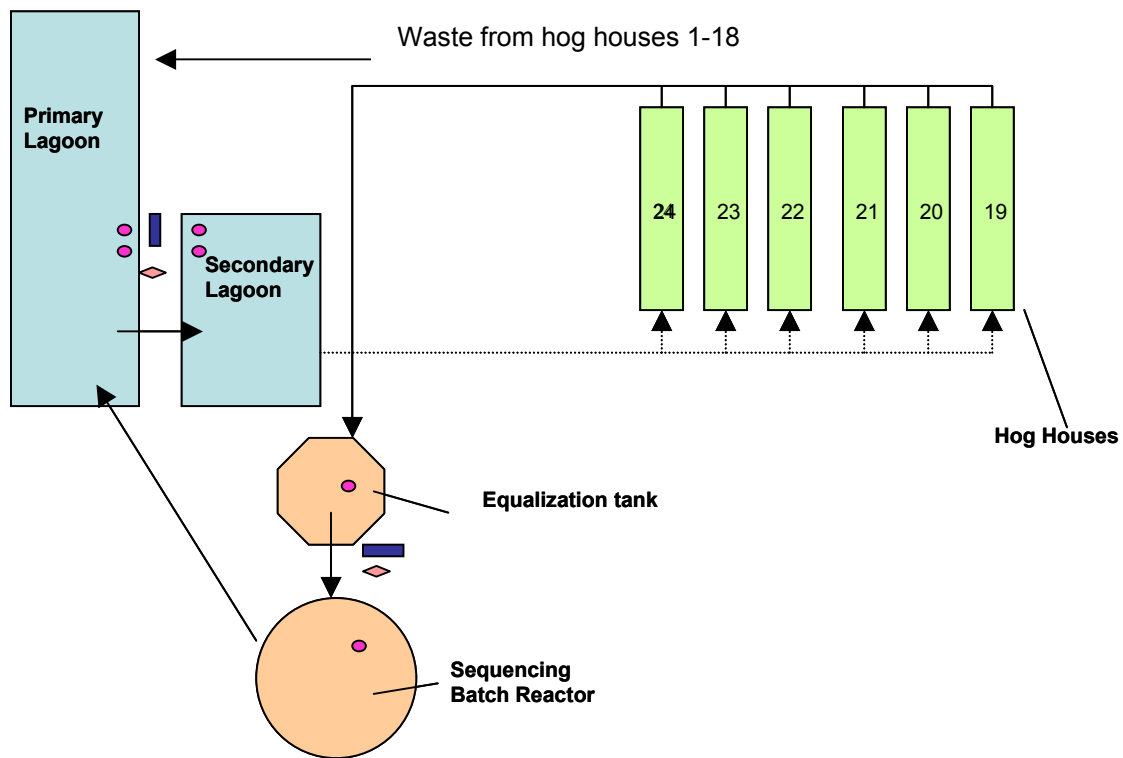 Waste from hog houses 1-18
Primary
Lagoon
24
23
22
21
20
19
Secondary
Lagoon
Hog Houses
Equalization tank
Sequencing
Batch Reactor